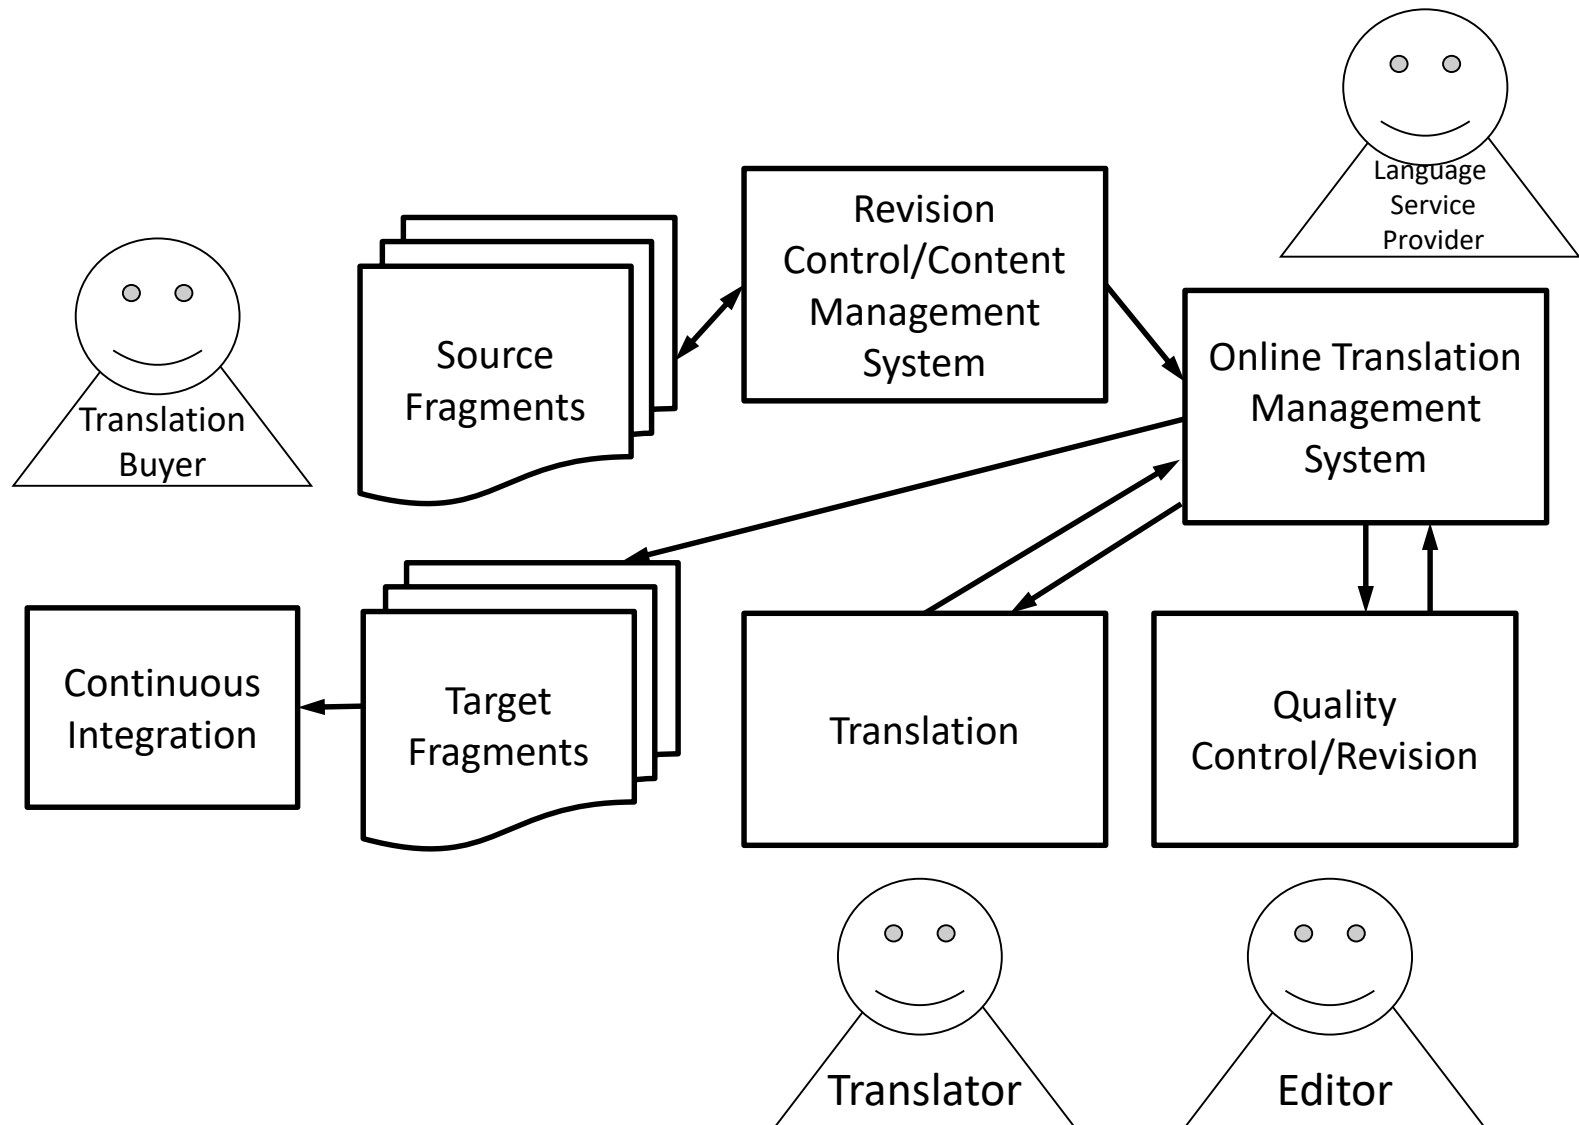 Language
Service
Provider
Revision
Control/Content
Management
System
Source
Fragments
Online Translation
Management
System
Translation
Buyer
Continuous
Integration
Target
Fragments
Translation
Quality
Control/Revision
Translator
Editor